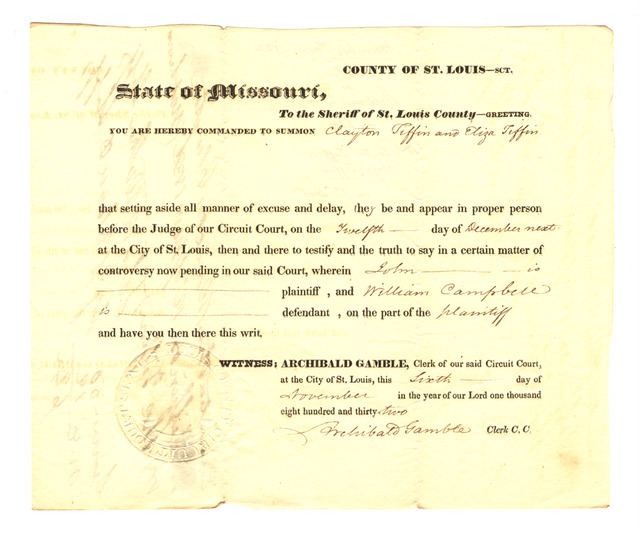 COUNTY OF ST. LOUIS—SCT.
State of Missouri,
To the Sheriff of St. Louis County—GREETING.
YOU ARE HEREBY COMMANDED TO SUMMON Clayton Tiffin and Eliza Tiffin
that setting aside all manner of excuse and delay, they be and appear in proper person
before the Judge of our Circuit Court, on the Twelfth — day of December next
at the City of St. Louis, then and there to testify and the truth to say in a certain matter of
controversy now pending in our said Court, wherein John — is
plaintiff , and William Campbell
is — defendant , on the part of the plaintiff
and have you then there this writ.
WITNESS; ARCHIBALD GAMBLE, Clerk of our said Circuit Court,
at the City of St. Louis, this Sixth — day of
November in the year of our Lord one thousand
eight hundred and thirty two
Archibald Gamble Clerk C. C.